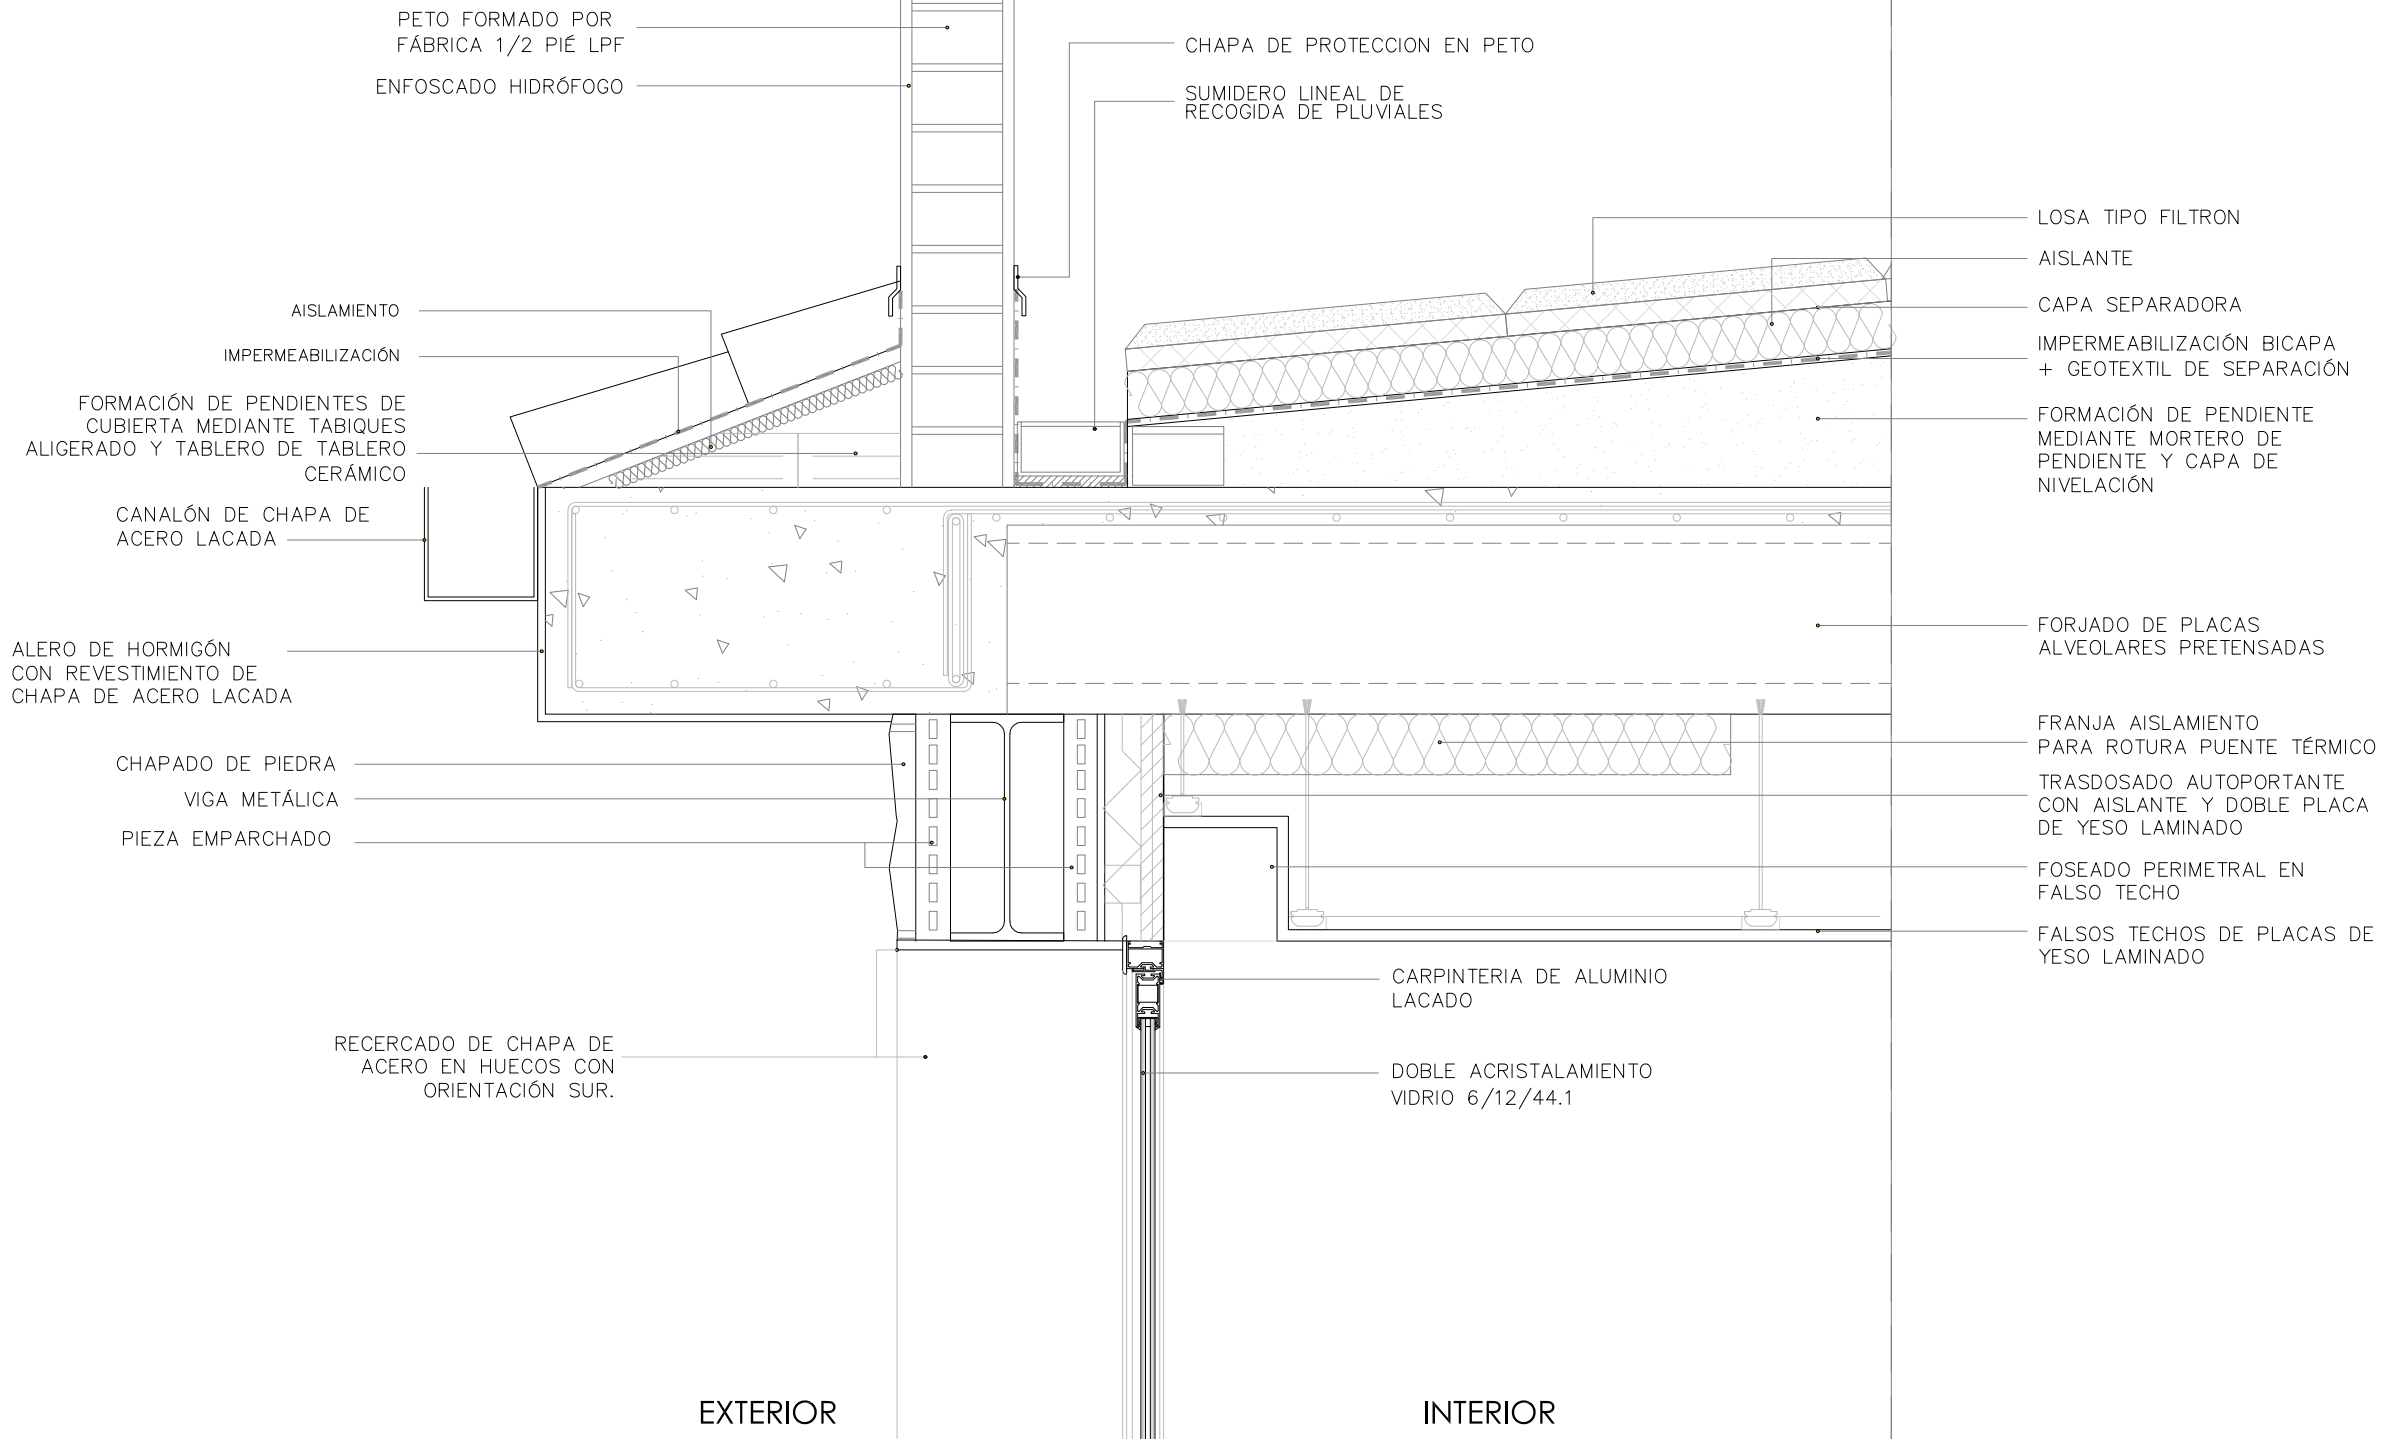 PETO FORMADO POR
FÁBRICA 1/2 PIÉ LPF
ENFOSCADO HIDRÓFOGO
CHAPA DE PROTECCION EN PETO
SUMIDERO LINEAL DE
RECOGIDA DE PLUVIALES
AISLAMIENTO
IMPERMEABILIZACIÓN
FORMACIÓN DE PENDIENTES DE
CUBIERTA MEDIANTE TABIQUES
ALIGERADO Y TABLERO DE TABLERO
CERÁMICO
CANALÓN DE CHAPA DE
ACERO LACADA
ALERO DE HORMIGÓN
CON REVESTIMIENTO DE
CHAPA DE ACERO LACADA
CHAPADO DE PIEDRA
VIGA METÁLICA
PIEZA EMPARCHADO
RECERCADO DE CHAPA DE
ACERO EN HUECOS CON
ORIENTACIÓN SUR.
LOSA TIPO FILTRON
AISLANTE
CAPA SEPARADORA
IMPERMEABILIZACIÓN BICAPA
+ GEOTEXTIL DE SEPARACIÓN
FORMACIÓN DE PENDIENTE
MEDIANTE MORTERO DE
PENDIENTE Y CAPA DE
NIVELACIÓN
FORJADO DE PLACAS
ALVEOLARES PRETENSADAS
FRANJA AISLAMIENTO
PARA ROTURA PUENTE TÉRMICO
TRASDOSADO AUTOPORTANTE
CON AISLANTE Y DOBLE PLACA
DE YESO LAMINADO
FOSEADO PERIMETRAL EN
FALSO TECHO
FALSOS TECHOS DE PLACAS DE
YESO LAMINADO
CARPINTERIA DE ALUMINIO
LACADO
DOBLE ACRISTALAMIENTO
VIDRIO 6/12/44.1
EXTERIOR
INTERIOR